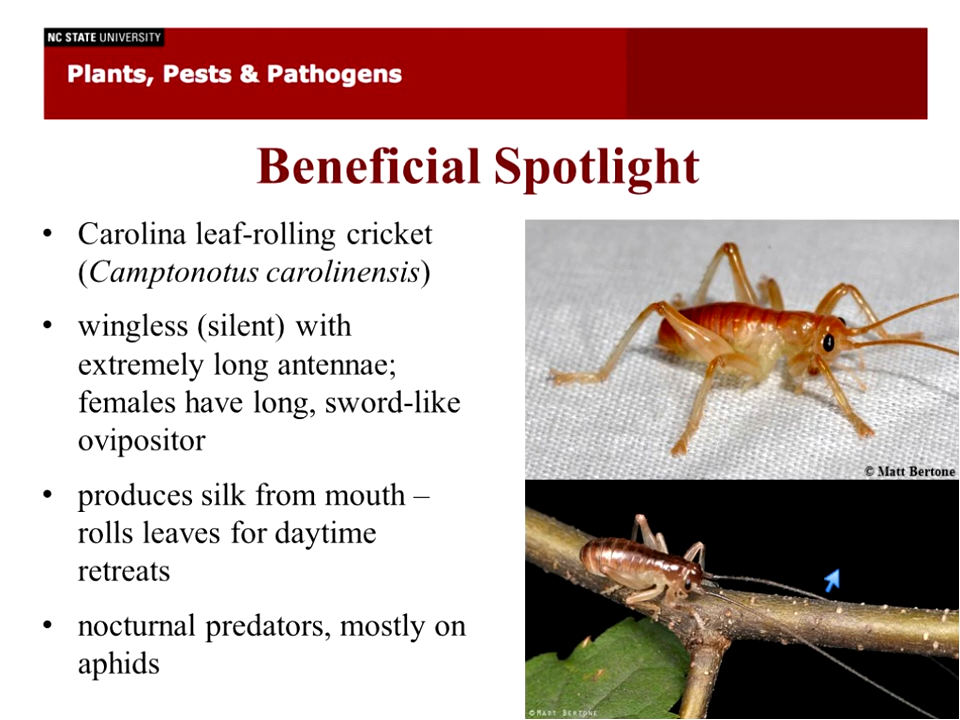 NC STATE UNIVERSITY
Plants, Pests & Pathogens
Beneficial Spotlight
• Carolina leaf-rolling cricket
(Camptonotus carolinensis)
• wingless (silent) with
extremely long antennae;
females have long, sword-like
ovipositor
• produces silk from mouth –
rolls leaves for daytime
retreats
• nocturnal predators, mostly on
aphids
© Matt Bertone
© MATT BERTONE